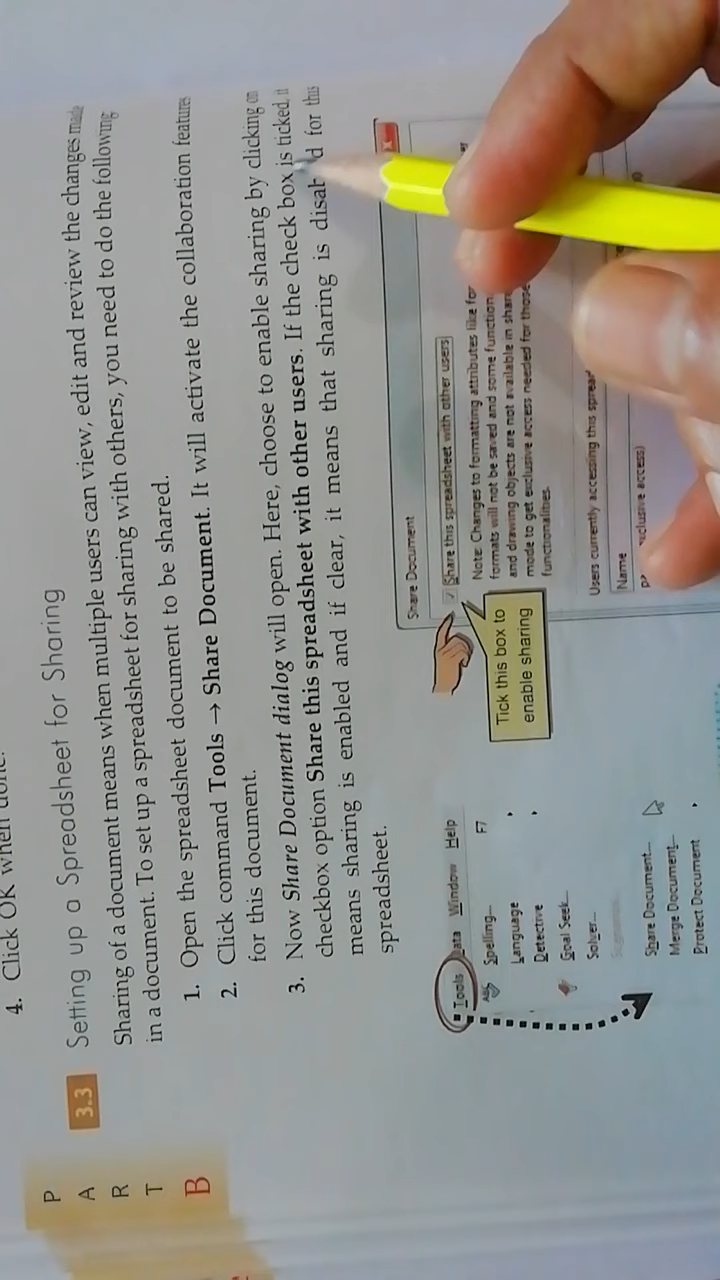 4. Click OK when done.
P
A
R
T
B
3.3 Setting up a Spreadsheet for Sharing
Sharing of a document means when multiple users can view, edit and review the changes made
in a document. To set up a spreadsheet for sharing with others, you need to do the following
1. Open the spreadsheet document to be shared.
2. Click command Tools → Share Document. It will activate the collaboration features
for this document.
3. Now Share Document dialog will open. Here, choose to enable sharing by clicking on
checkbox option Share this spreadsheet with other users. If the check box is ticked, it
means sharing is enabled and if clear, it means that sharing is for this
spreadsheet.
Tools Data Window Help
Spelling... F7
Language
Detective
Goal Seek...
Solver...
Share Document...
Merge Document...
Protect Document
Tick this box to
enable sharing
Share Document
Share this spreadsheet with other users
Note: Changes to formatting attributes like
formats will not be saved and some
and drawing objects are not available in
mode to get exclusive access needed for those
functionalities.
Users currently accessing this
Name
access)